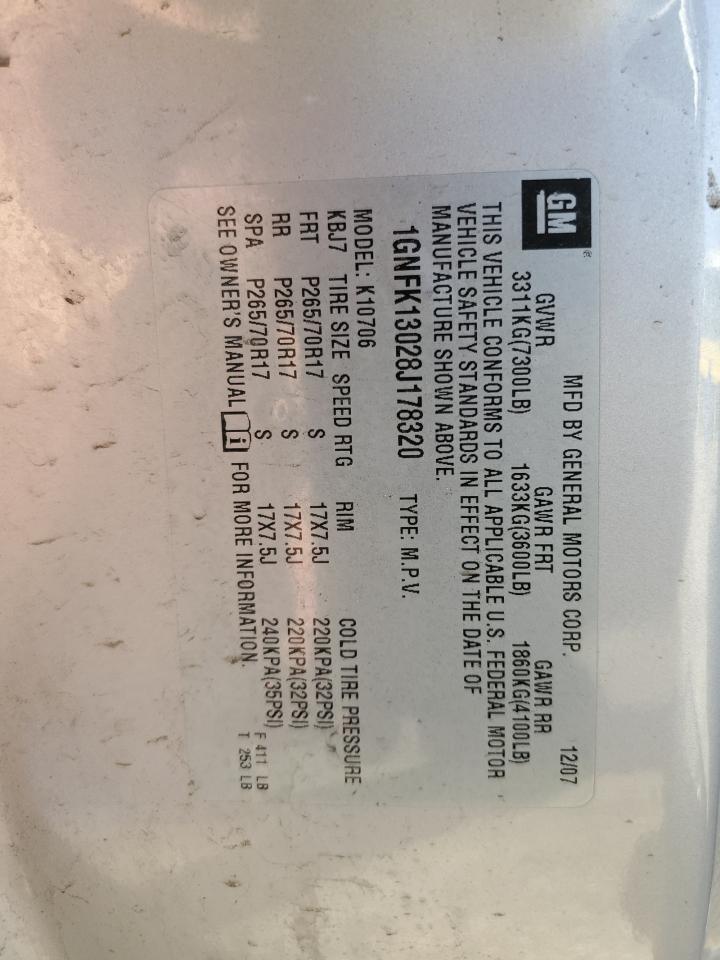 GM®
MFD BY GENERAL MOTORS CORP. 12/07
GVWR GAWR FRT GAWR RR
3311KG(7300LB) 1633KG(3600LB) 1860KG(4100LB)
THIS VEHICLE CONFORMS TO ALL APPLICABLE U.S. FEDERAL MOTOR
VEHICLE SAFETY STANDARDS IN EFFECT ON THE DATE OF
MANUFACTURE SHOWN ABOVE.
1GNFK13028J178320 TYPE: M.P.V.
MODEL: K10706
KBJ7 TIRE SIZE SPEED RTG RIM COLD TIRE PRESSURE
FRT P265/70R17 S 17X7.5J 220KPA(32PSI)
RR P265/70R17 S 17X7.5J 220KPA(32PSI)
SPA P265/70R17 S 17X7.5J 240KPA(35PSI)
SEE OWNER'S MANUAL i FOR MORE INFORMATION.
F 411 LB
T 253 LB